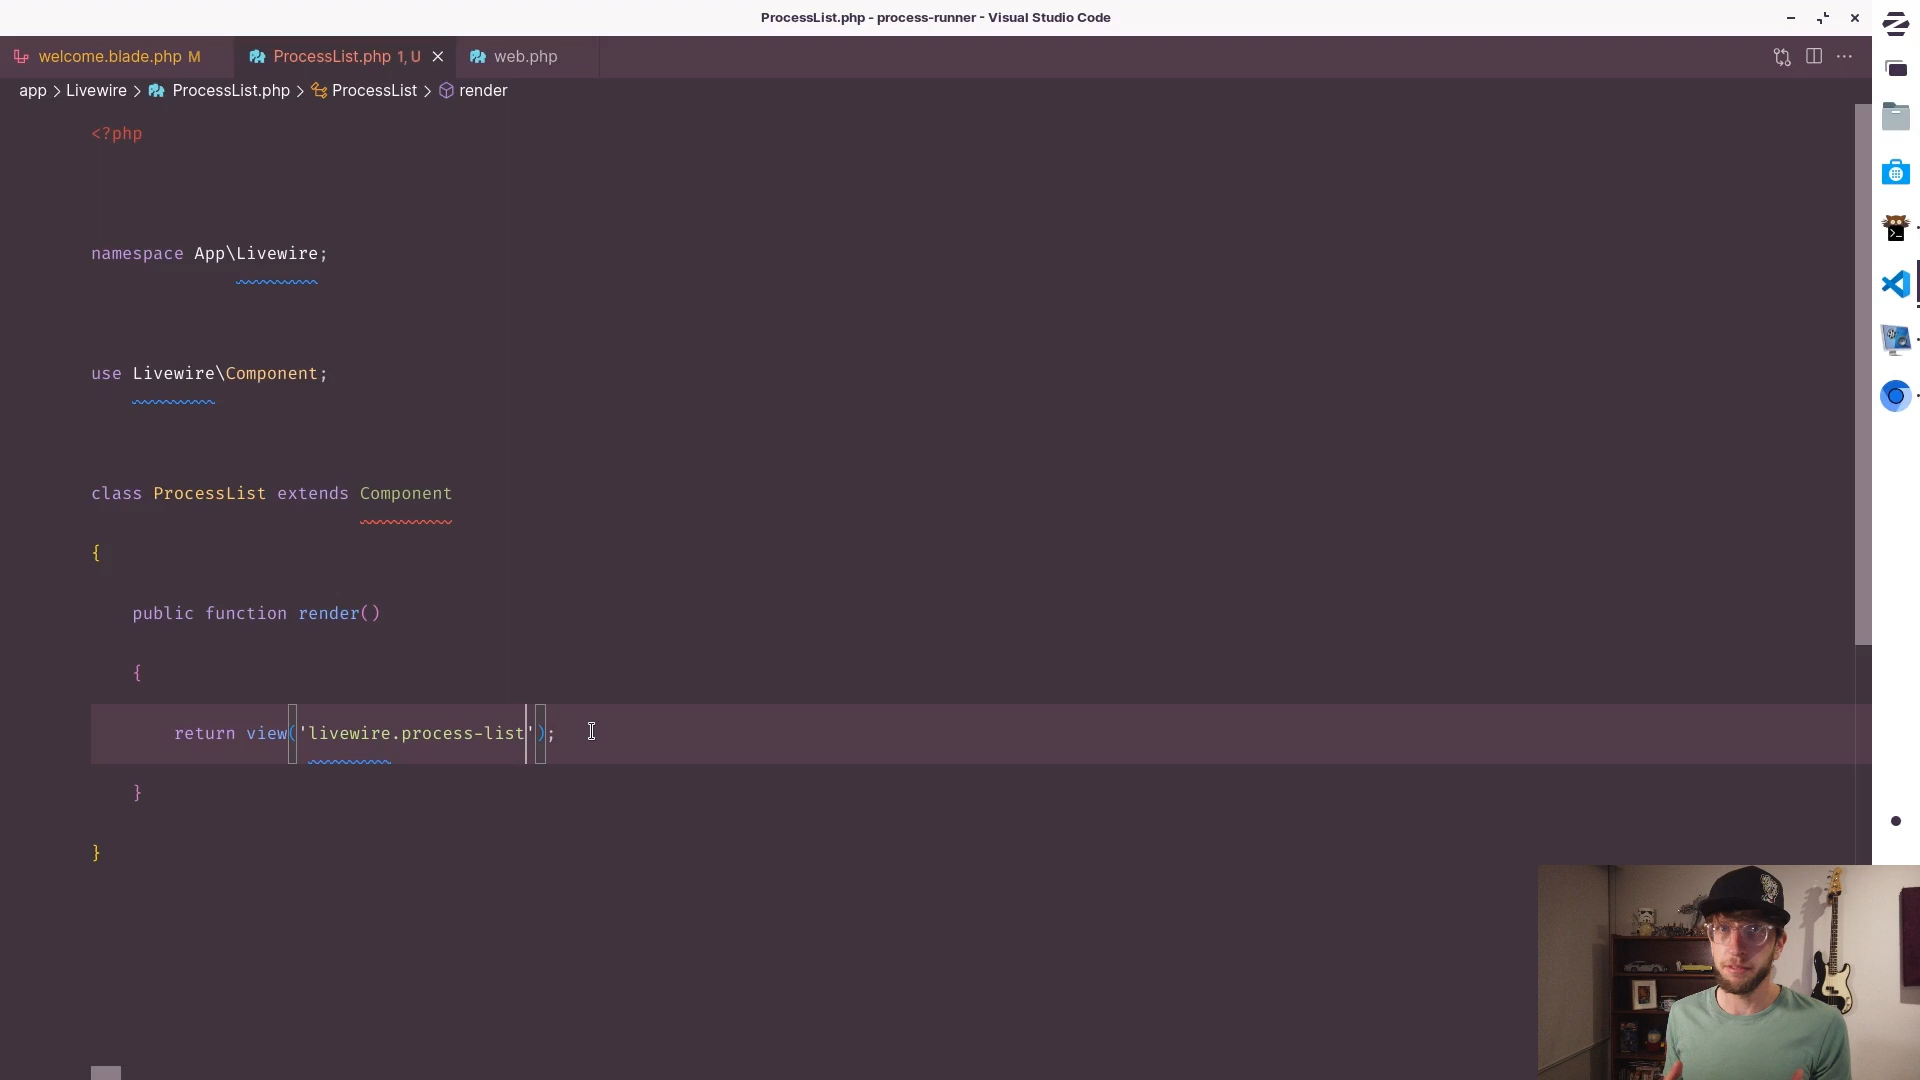 ProcessList.php - process-runner - Visual Studio Code
welcome.blade.php M
ProcessList.php 1, U
web.php
app > Livewire > ProcessList.php > ProcessList > render
<?php
namespace App\Livewire;
use Livewire\Component;
class ProcessList extends Component
{
public function render()
{
return view('livewire.process-list');
}
}